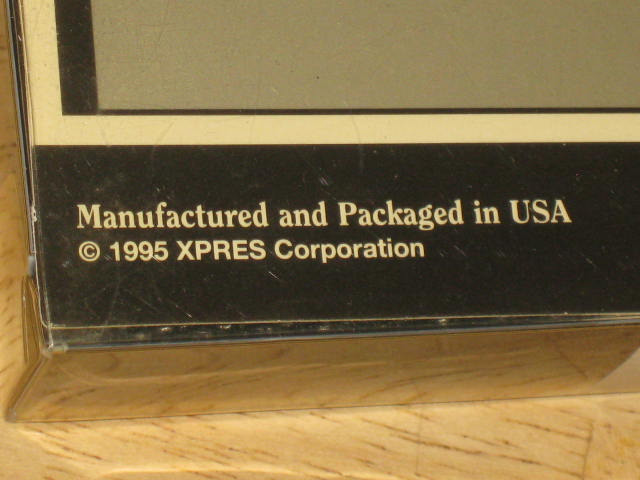 Manufactured and Packaged in USA
© 1995 XPRES Corporation